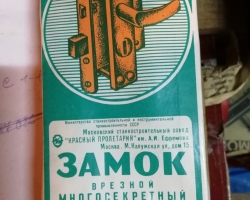 Министерство станкостроительной и инструментальной
промышленности СССР
Московский станкостроительный завод
"КРАСНЫЙ ПРОЛЕТАРИЙ" им. А.И. Ефремова
Москва, М. Калужская ул., дом 15
ЗАМОК
ВРЕЗНОЙ
МНОГОСЕКРЕТНЫЙ